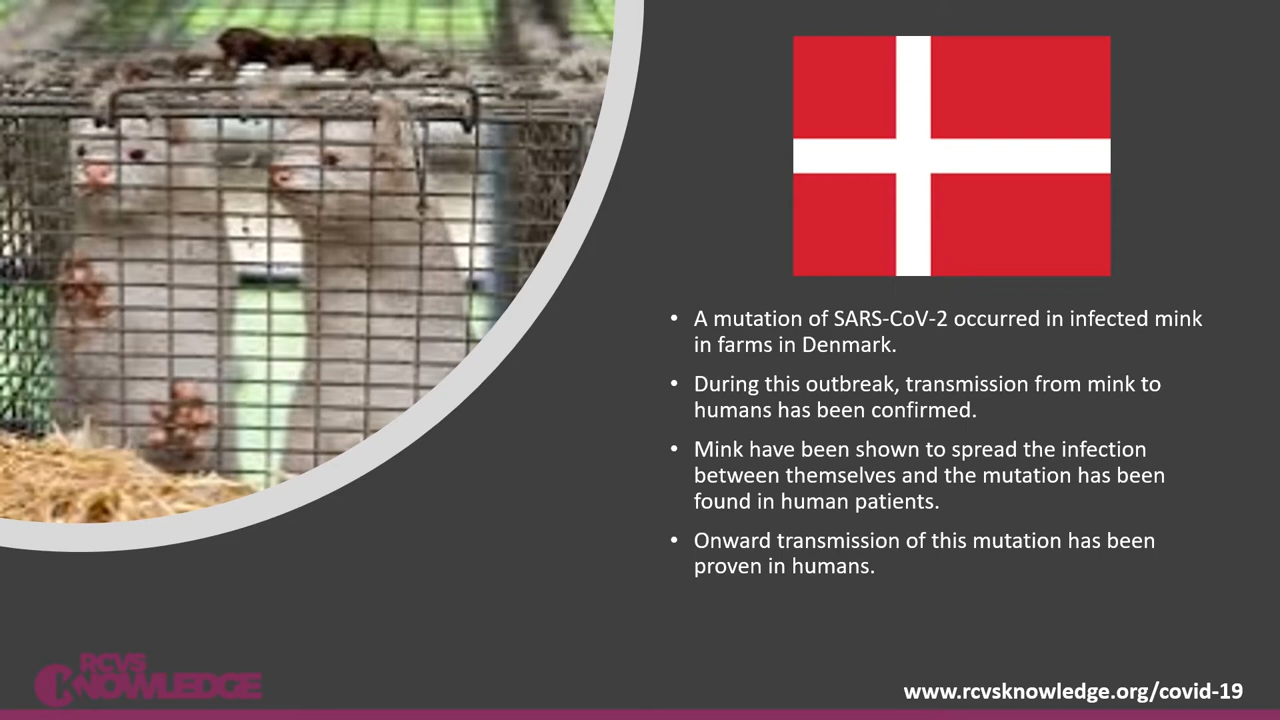 • A mutation of SARS-CoV-2 occurred in infected mink
in farms in Denmark.
• During this outbreak, transmission from mink to
humans has been confirmed.
• Mink have been shown to spread the infection
between themselves and the mutation has been
found in human patients.
• Onward transmission of this mutation has been
proven in humans.
RCVS
KNOWLEDGE
www.rcvsknowledge.org/covid-19